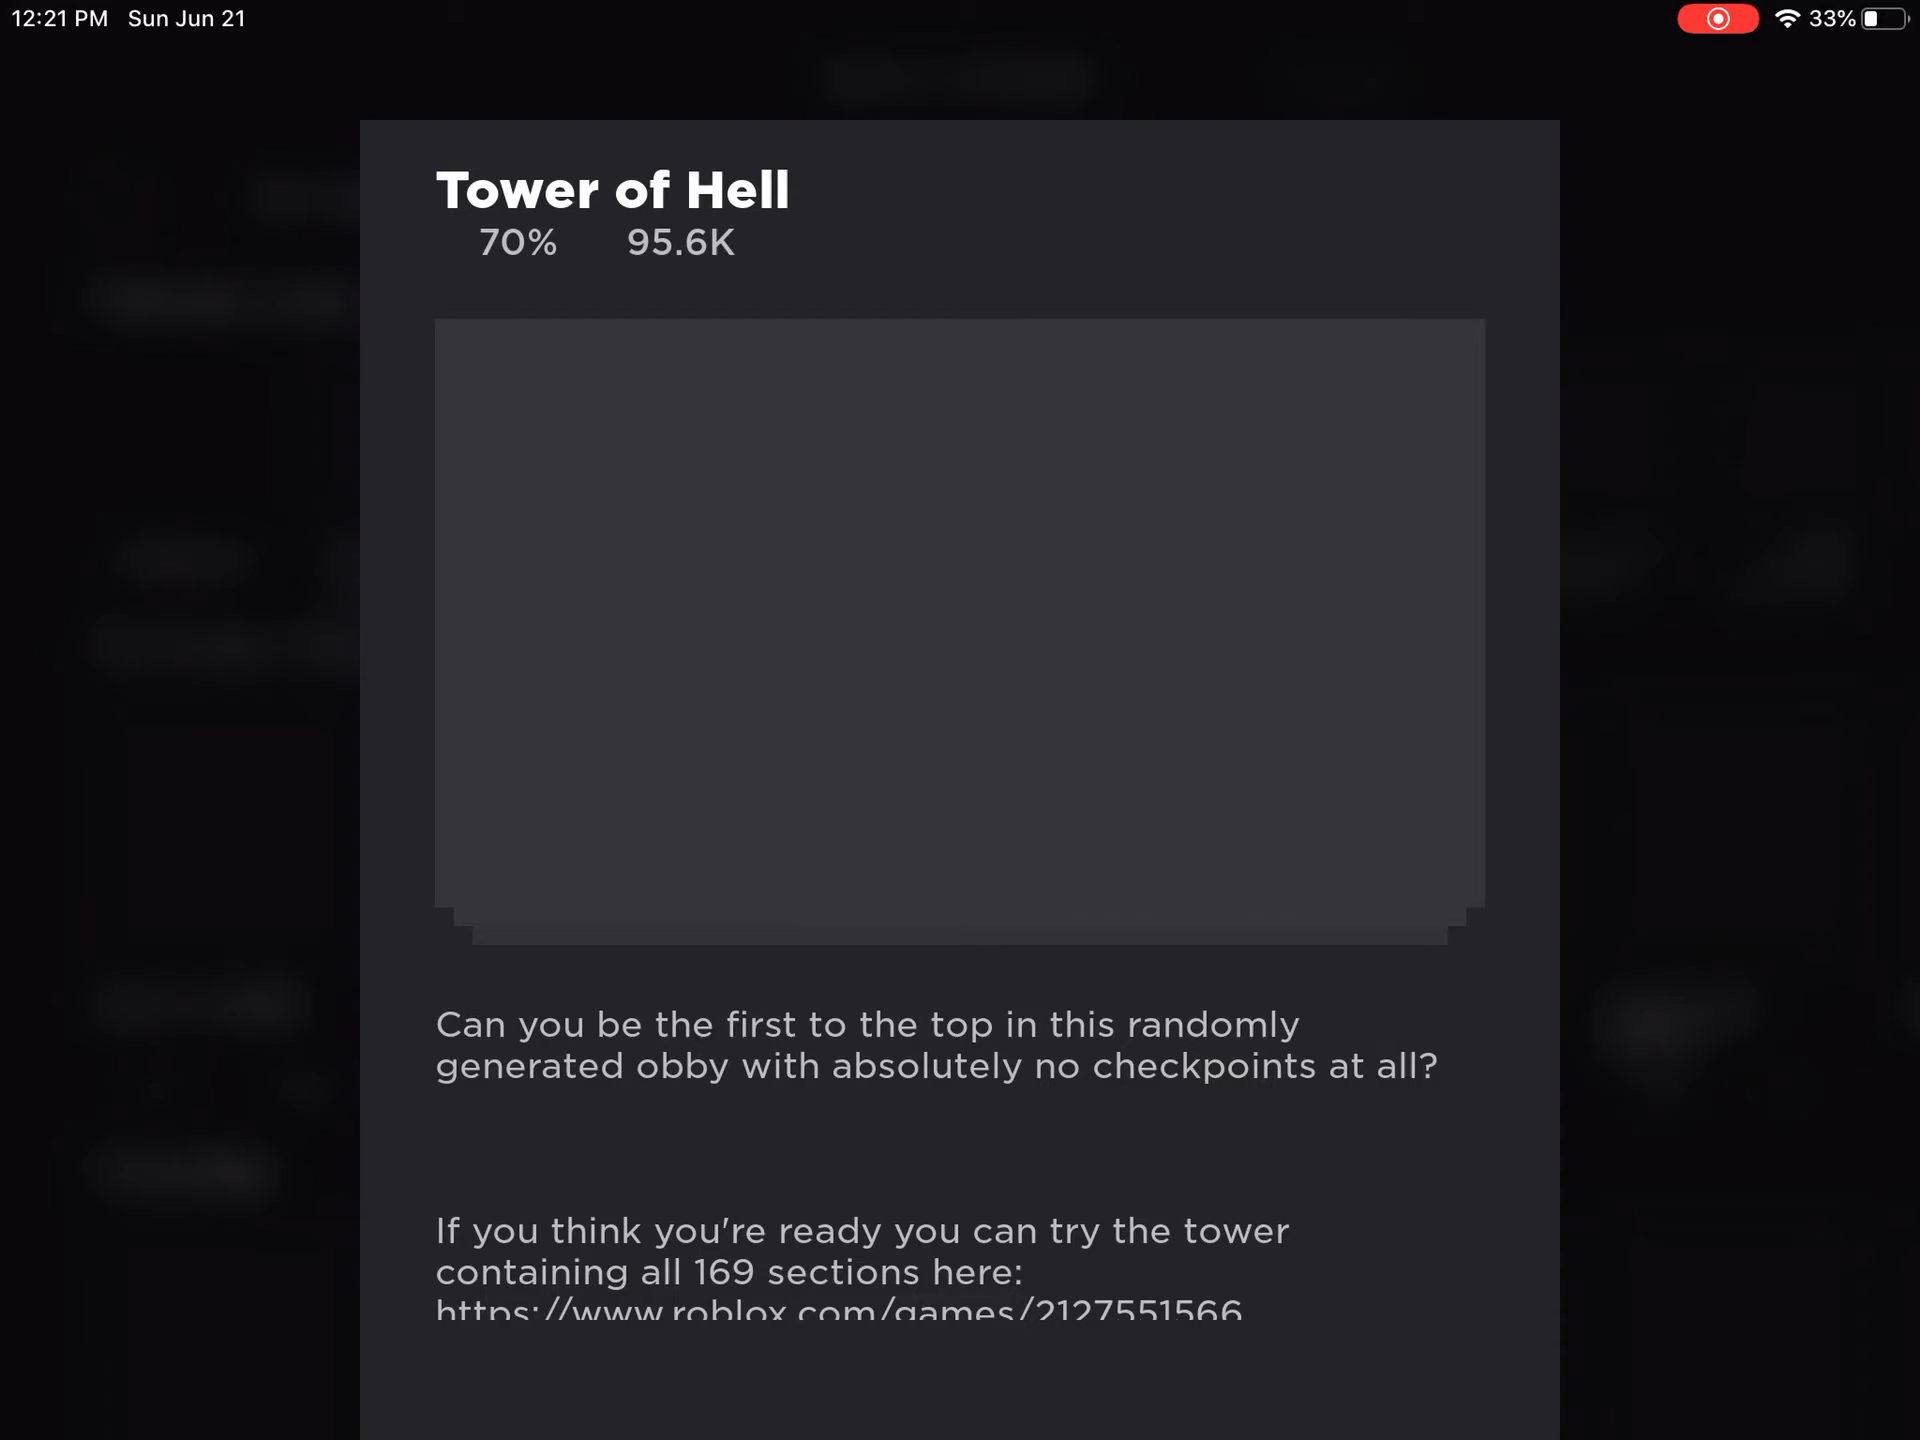 12:21 PM Sun Jun 21
33%
Tower of Hell
70% 95.6K
Can you be the first to the top in this randomly
generated obby with absolutely no checkpoints at all?
If you think you're ready you can try the tower
containing all 169 sections here:
https://www.roblox.com/games/2127551566